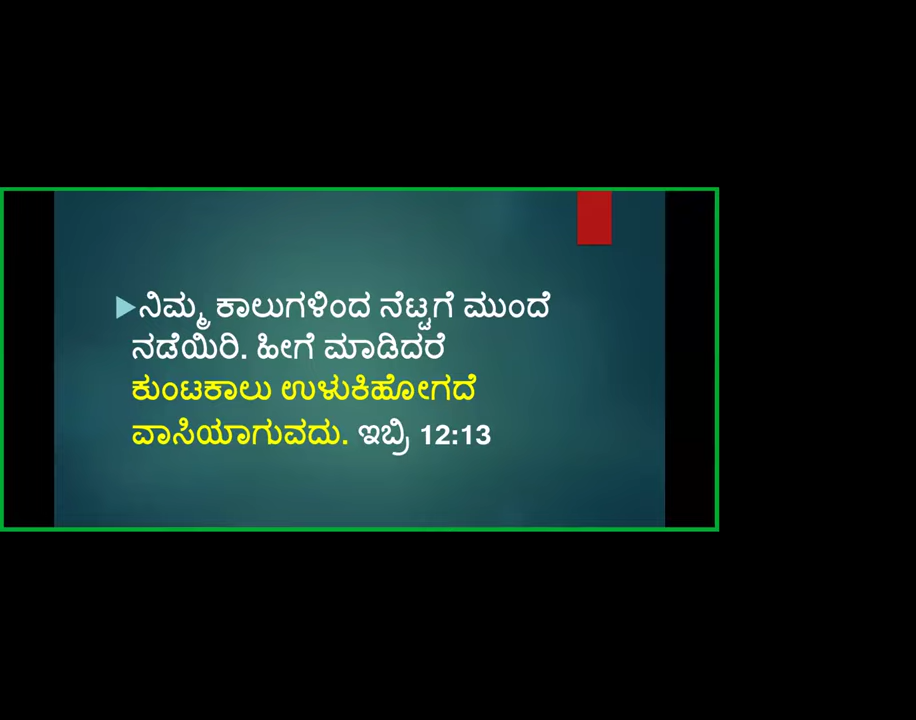 ನಿಮ್ಮ ಕಾಲುಗಳಿಂದ ನೆಟ್ಟಗೆ ಮುಂದೆ
ನಡೆಯಿರಿ. ಹೀಗೆ ಮಾಡಿದರೆ
ಕುಂಟಕಾಲು ಉಳುಕಿಹೋಗದೆ
ವಾಸಿಯಾಗುವದು. ಇಬ್ರಿ 12:13